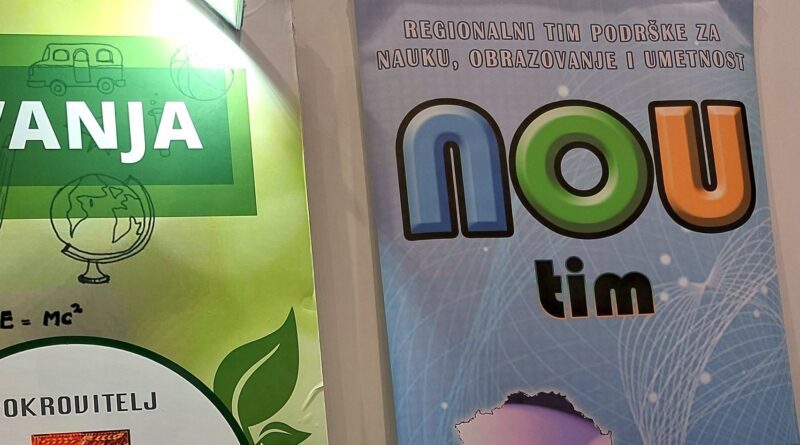 VANJA
E = Mc²
OKROVITELJ
REGIONALNI TIM PODRŠKE ZA
NAUKU, OBRAZOVANJE I UMETNOST
NOU
tim